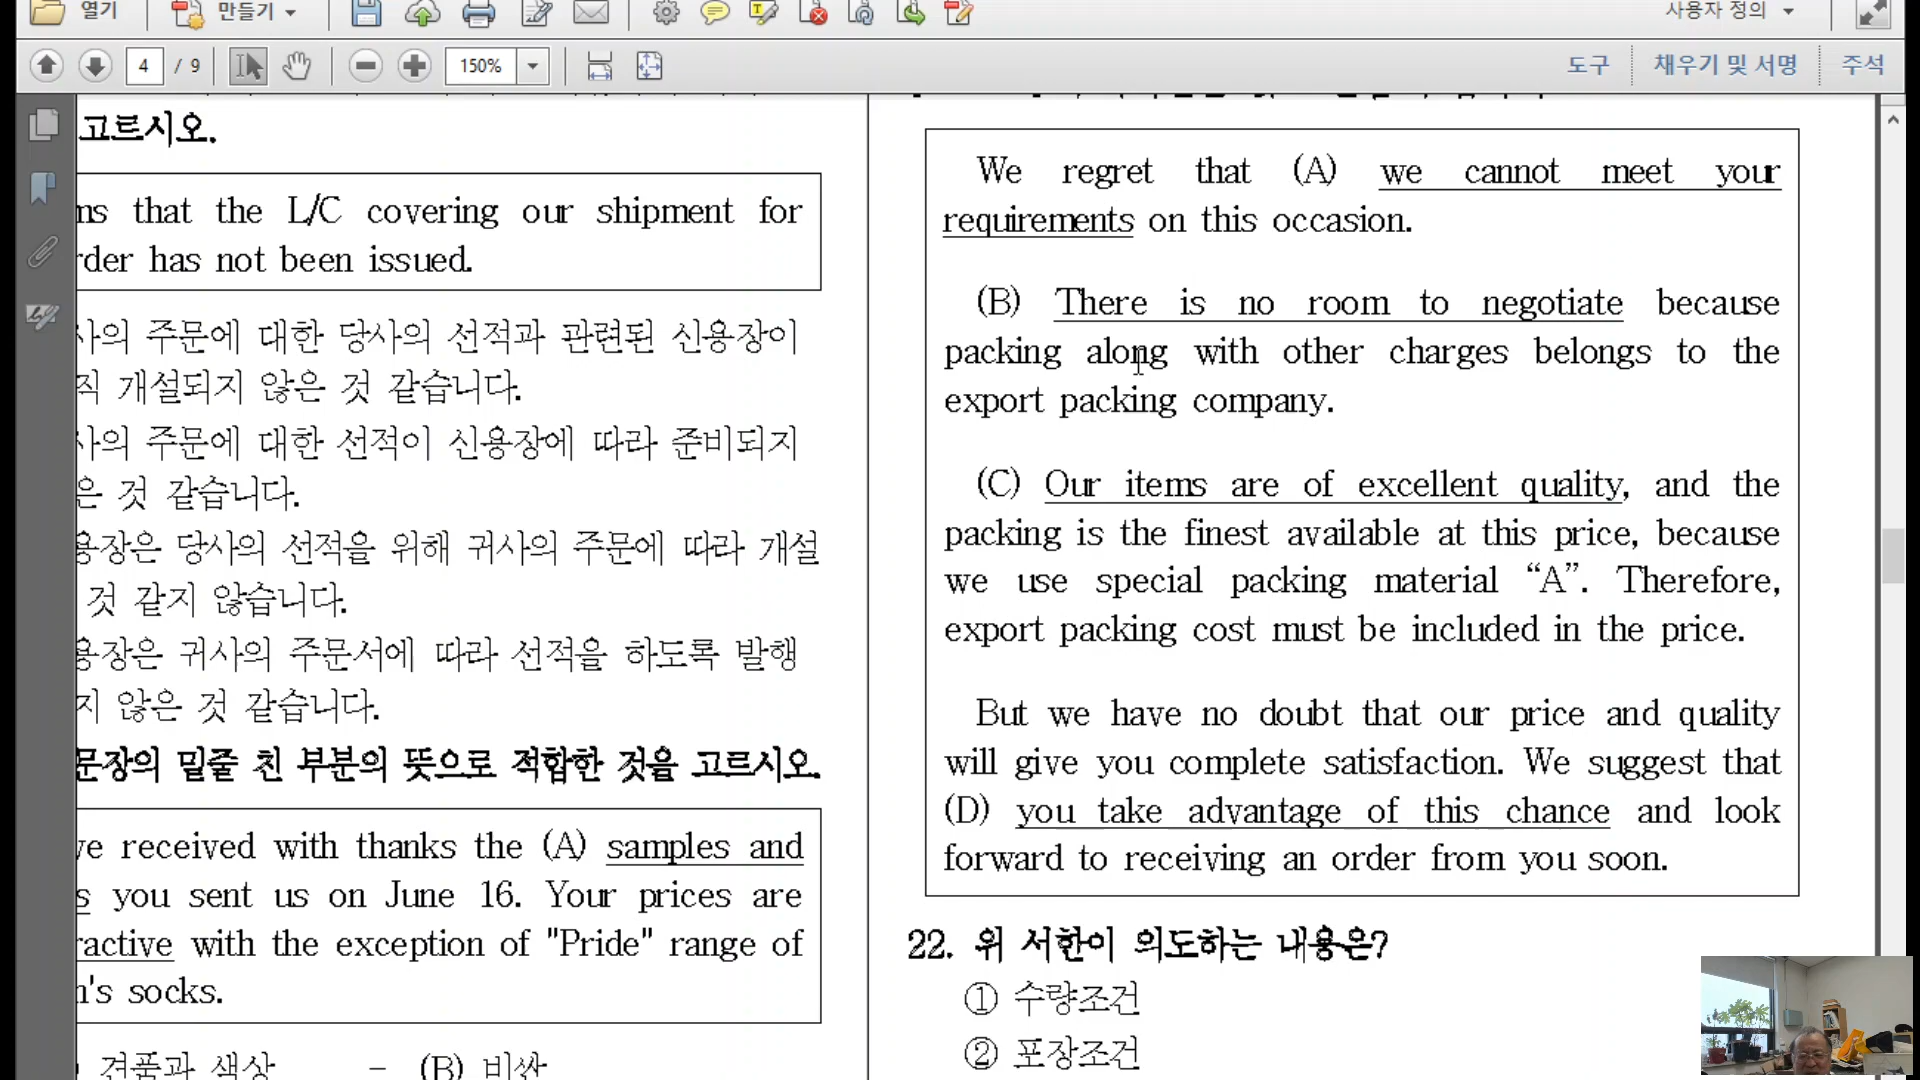 열기
만들기
사용자 정의
4 / 9
150%
도구
채우기 및 서명
주석
고르시오.
ms that the L/C covering our shipment for
rder has not been issued.
사의 주문에 대한 당사의 선적과 관련된 신용장이
직 개설되지 않은 것 같습니다.
사의 주문에 대한 선적이 신용장에 따라 준비되지
은 것 같습니다.
용장은 당사의 선적을 위해 귀사의 주문에 따라 개설
것 같지 않습니다.
용장은 귀사의 주문서에 따라 선적을 하도록 발행
지 않은 것 같습니다.
문장의 밑줄 친 부분의 뜻으로 적합한 것을 고르시오.
ve received with thanks the (A) samples and
s you sent us on June 16. Your prices are
ractive with the exception of "Pride" range of
n's socks.
견품과 색상 – (B) 비싼
We regret that (A) we cannot meet your
requirements on this occasion.
(B) There is no room to negotiate because
packing along with other charges belongs to the
export packing company.
(C) Our items are of excellent quality, and the
packing is the finest available at this price, because
we use special packing material “A”. Therefore,
export packing cost must be included in the price.
But we have no doubt that our price and quality
will give you complete satisfaction. We suggest that
(D) you take advantage of this chance and look
forward to receiving an order from you soon.
22. 위 서한이 의도하는 내용은?
① 수량조건
② 포장조건